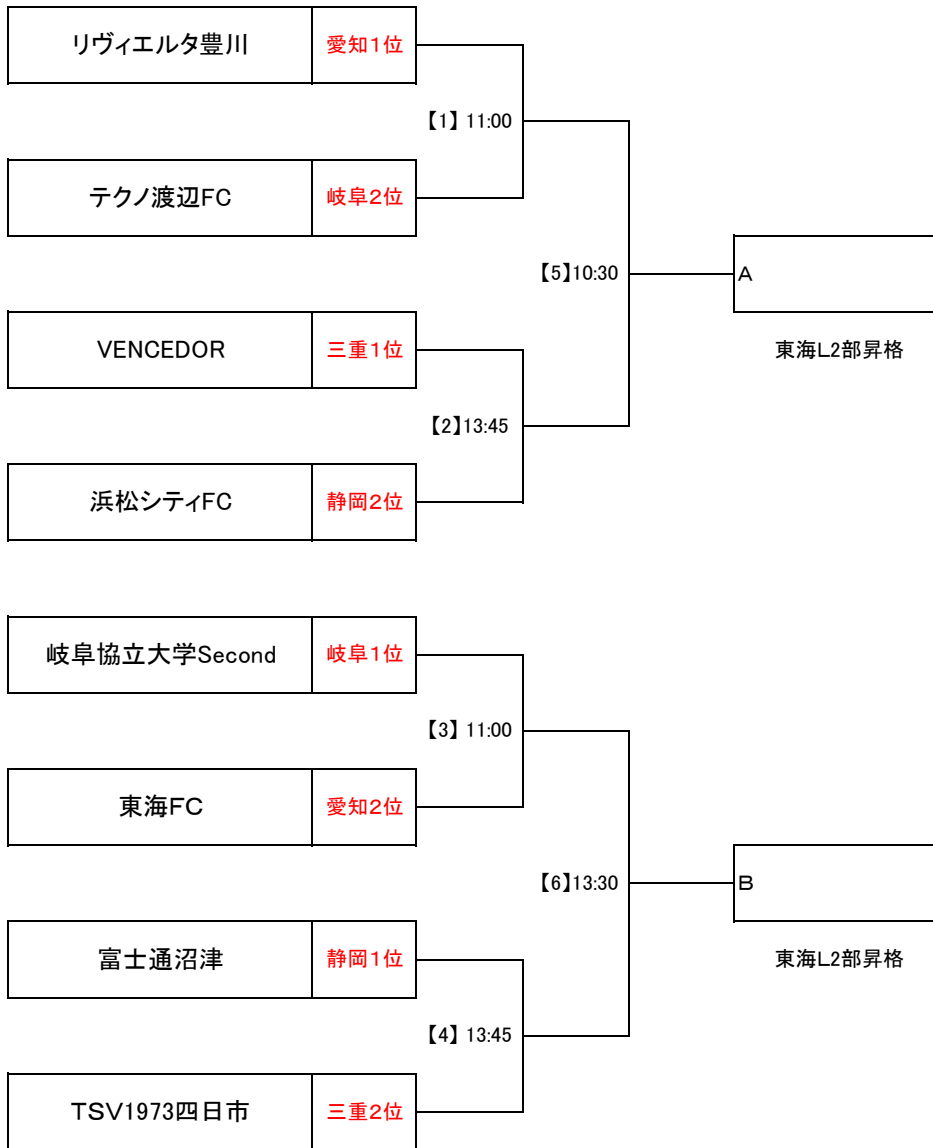 リヴィエルタ豊川 愛知1位
【1】 11:00
テクノ渡辺FC 岐阜2位
【5】10:30
A
VENCEDOR 三重1位
東海L2部昇格
【2】13:45
浜松シティFC 静岡2位
岐阜協立大学Second 岐阜1位
【3】 11:00
東海FC 愛知2位
【6】13:30
B
富士通沼津 静岡1位
東海L2部昇格
【4】 13:45
TSV1973四日市 三重2位